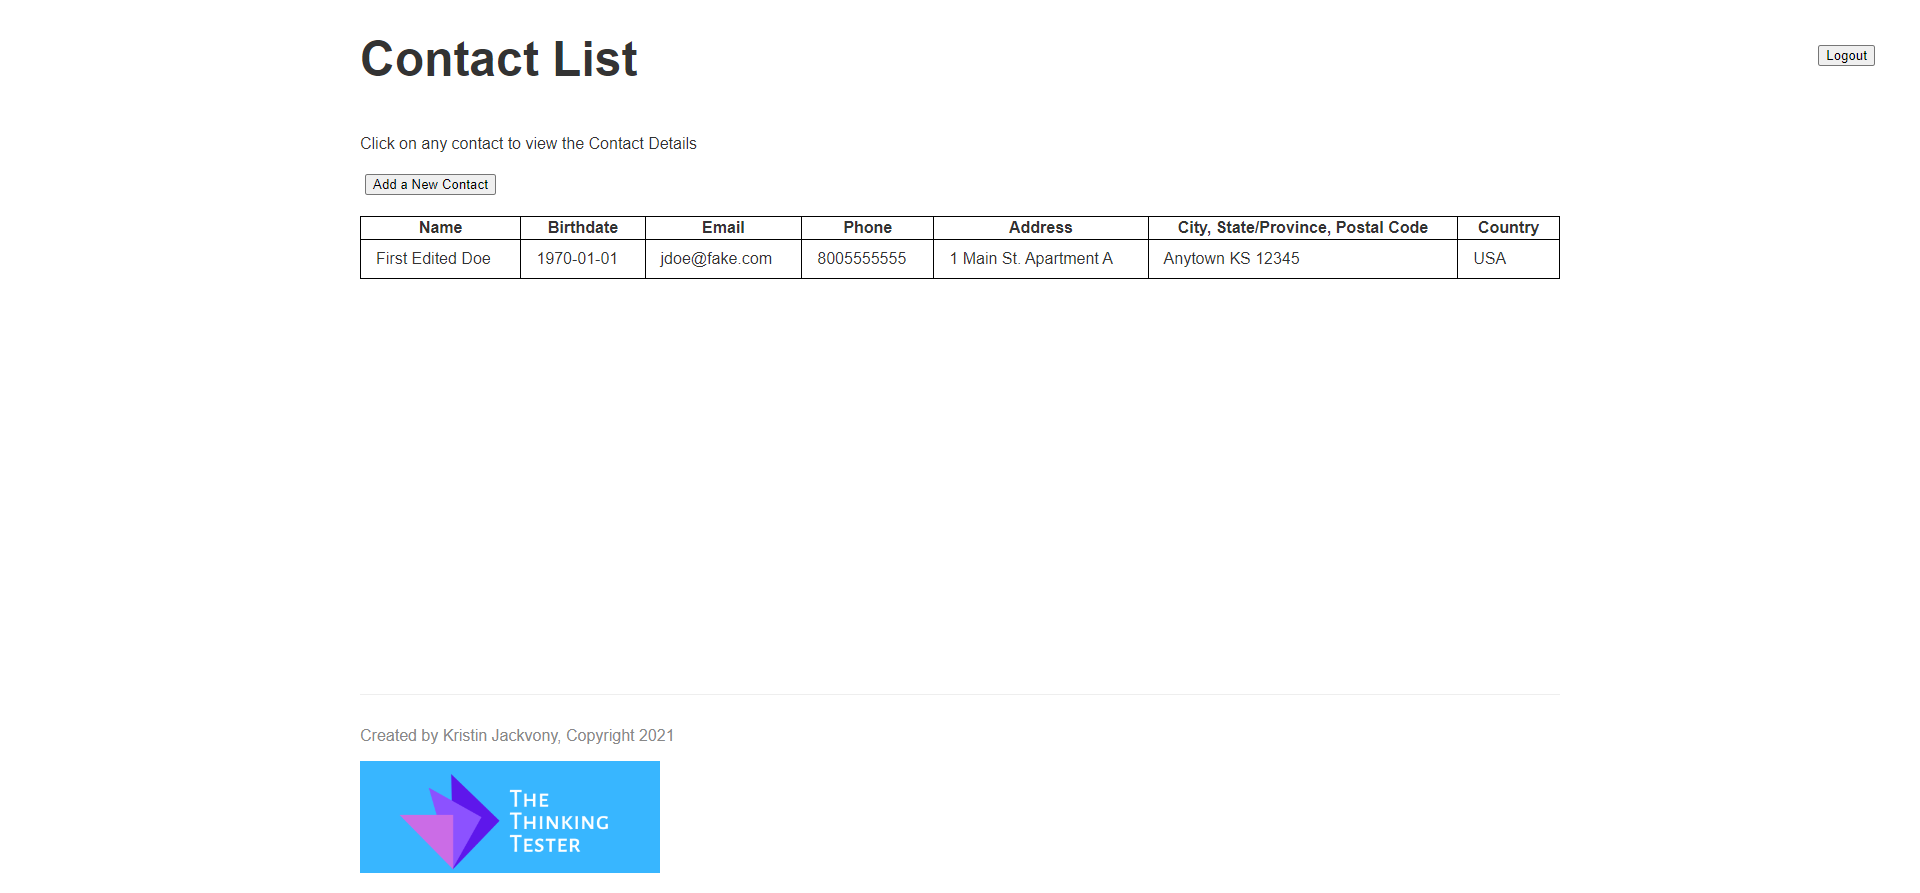 Contact List
Logout
Click on any contact to view the Contact Details
Add a New Contact
Name Birthdate Email Phone Address City, State/Province, Postal Code Country
First Edited Doe 1970-01-01 jdoe@fake.com 8005555555 1 Main St. Apartment A Anytown KS 12345 USA
Created by Kristin Jackvony, Copyright 2021
The
Thinking
Tester